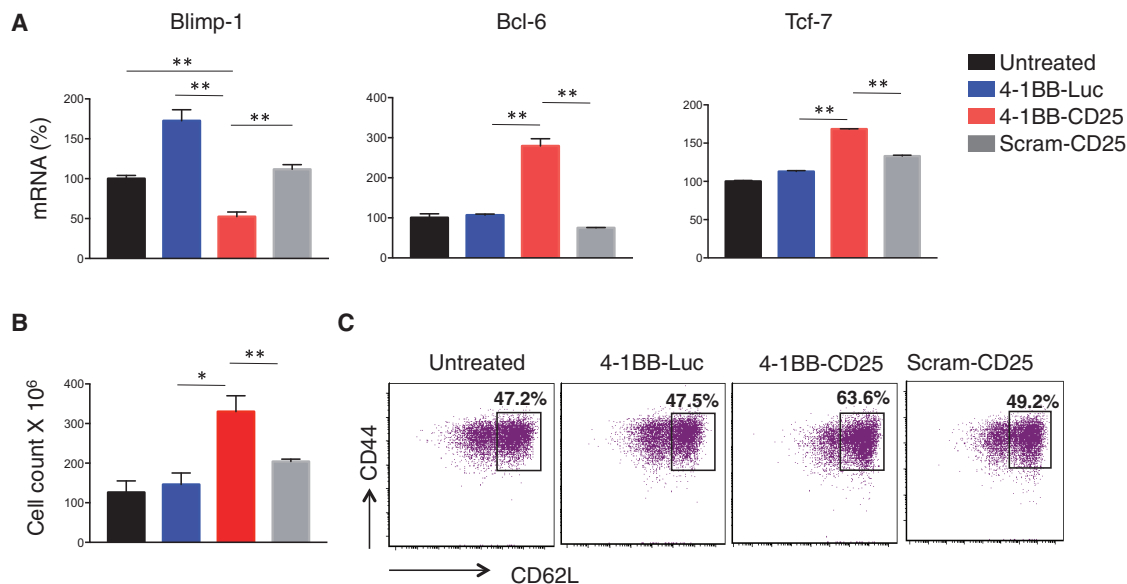 A
Blimp-1
Bcl-6
Tcf-7
Untreated
4-1BB-Luc
4-1BB-CD25
Scram-CD25
mRNA (%)
200
150
100
50
0
**
**
**
400
300
200
100
0
**
**
200
150
100
50
0
**
**
B
Cell count X 10⁶
400
300
200
100
0
*
**
C
Untreated
4-1BB-Luc
4-1BB-CD25
Scram-CD25
47.2%
47.5%
63.6%
49.2%
CD44
CD62L